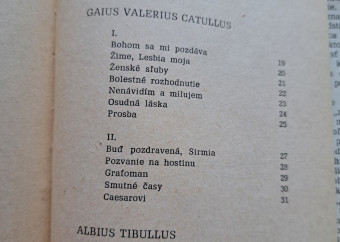 GAIUS VALERIUS CATULLUS
I.
Bohom sa mi pozdáva 19
Žime, Lesbia moja 20
Ženské sľuby 21
Bolestné rozhodnutie 22
Nenávidím a milujem 23
Osudná láska 24
Prosba 25
II.
Buď pozdravená, Sirmia 27
Pozvanie na hostinu 28
Grafoman 29
Smutné časy 30
Caesarovi 31
ALBIUS TIBULLUS